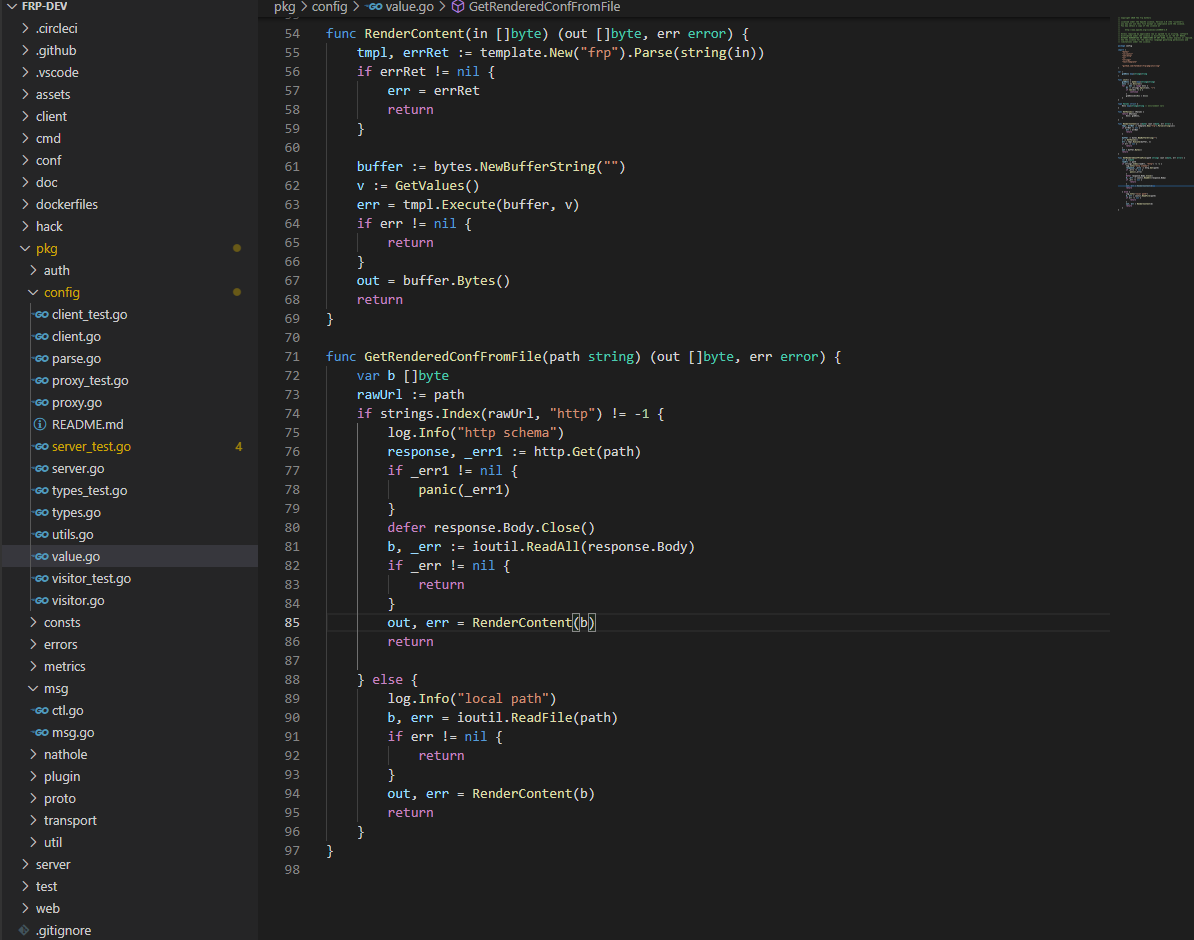 FRP-DEV
.circleci
.github
.vscode
assets
client
cmd
conf
doc
dockerfiles
hack
pkg
auth
config
client_test.go
client.go
parse.go
proxy_test.go
proxy.go
README.md
server_test.go 4
server.go
types_test.go
types.go
utils.go
value.go
visitor_test.go
visitor.go
consts
errors
metrics
msg
ctl.go
msg.go
nathole
plugin
proto
transport
util
server
test
web
.gitignore
pkg > config > value.go > GetRenderedConfFromFile
54 func RenderContent(in []byte) (out []byte, err error) {
55 tmpl, errRet := template.New("frp").Parse(string(in))
56 if errRet != nil {
57 err = errRet
58 return
59 }
60
61 buffer := bytes.NewBufferString("")
62 v := GetValues()
63 err = tmpl.Execute(buffer, v)
64 if err != nil {
65 return
66 }
67 out = buffer.Bytes()
68 return
69 }
70
71 func GetRenderedConfFromFile(path string) (out []byte, err error) {
72 var b []byte
73 rawUrl := path
74 if strings.Index(rawUrl, "http") != -1 {
75 log.Info("http schema")
76 response, _err1 := http.Get(path)
77 if _err1 != nil {
78 panic(_err1)
79 }
80 defer response.Body.Close()
81 b, _err := ioutil.ReadAll(response.Body)
82 if _err != nil {
83 return
84 }
85 out, err = RenderContent(b)
86 return
87
88 } else {
89 log.Info("local path")
90 b, err = ioutil.ReadFile(path)
91 if err != nil {
92 return
93 }
94 out, err = RenderContent(b)
95 return
96 }
97 }
98